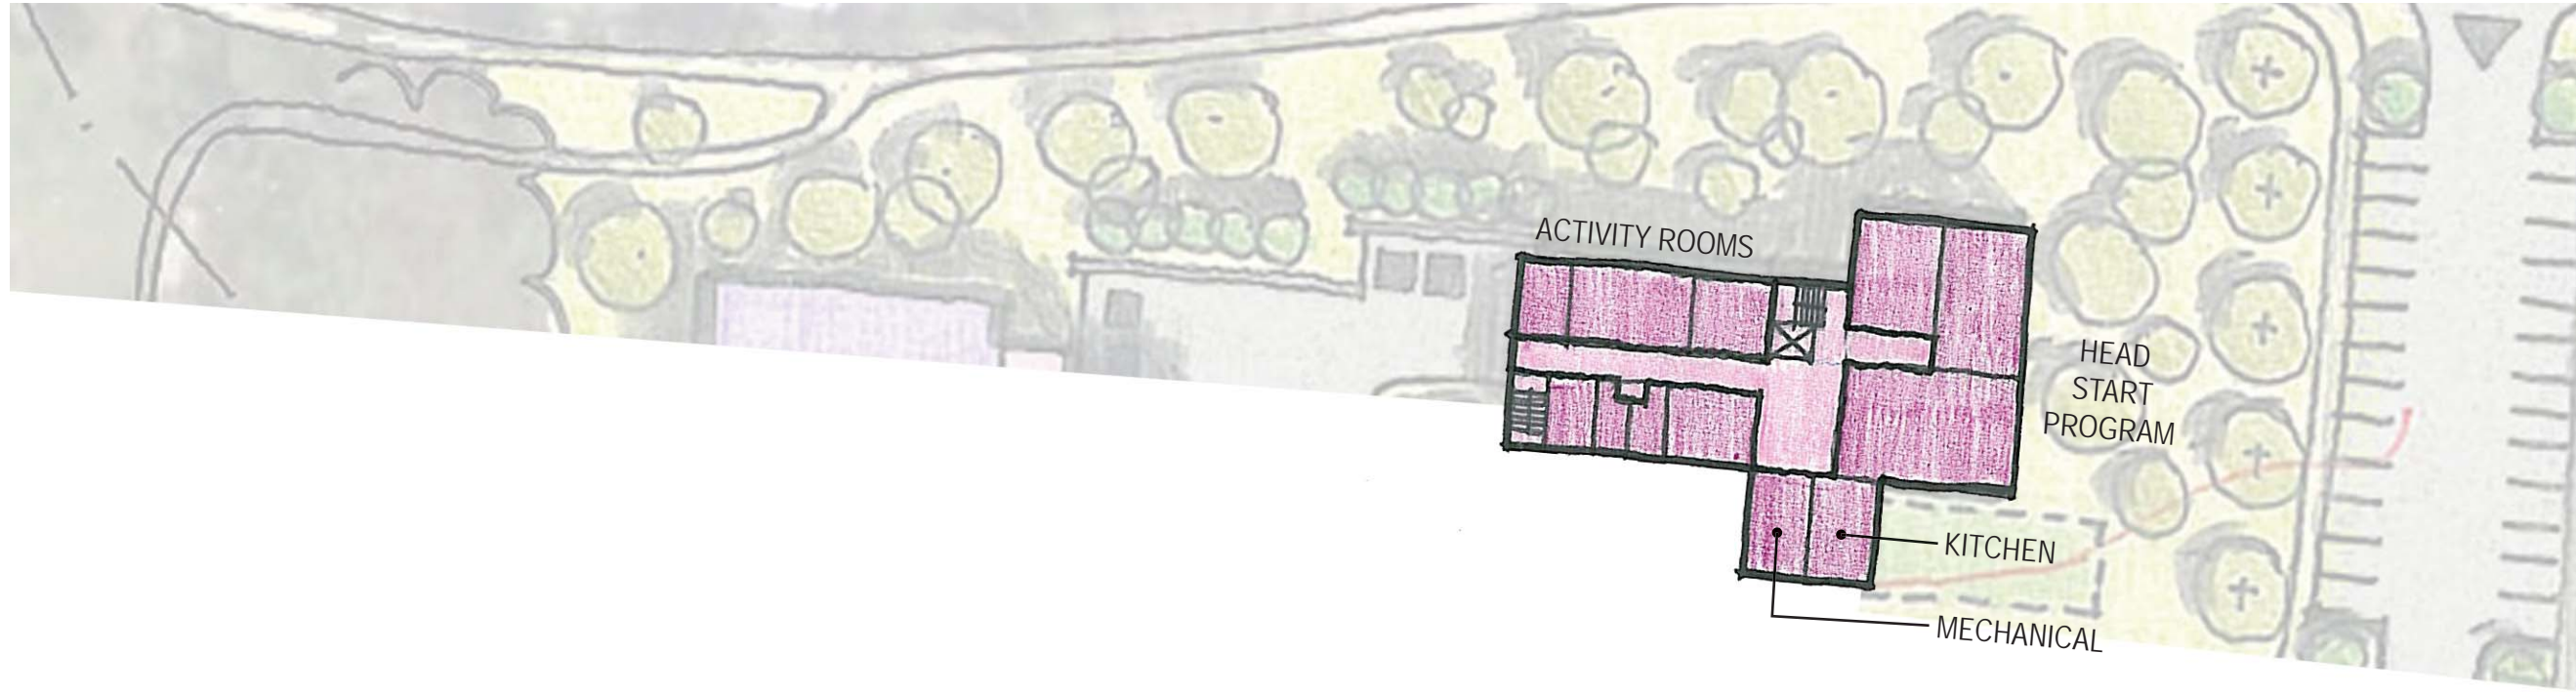 ACTIVITY ROOMS
HEAD
START
PROGRAM
KITCHEN
MECHANICAL